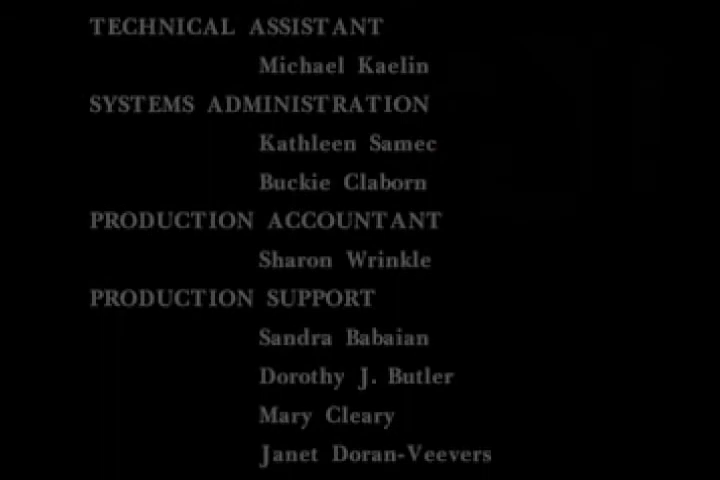 TECHNICAL ASSISTANT
Michael Kaelin
SYSTEMS ADMINISTRATION
Kathleen Samec
Buckie Claborn
PRODUCTION ACCOUNTANT
Sharon Wrinkle
PRODUCTION SUPPORT
Sandra Babaian
Dorothy J. Butler
Mary Cleary
Janet Doran-Veevers